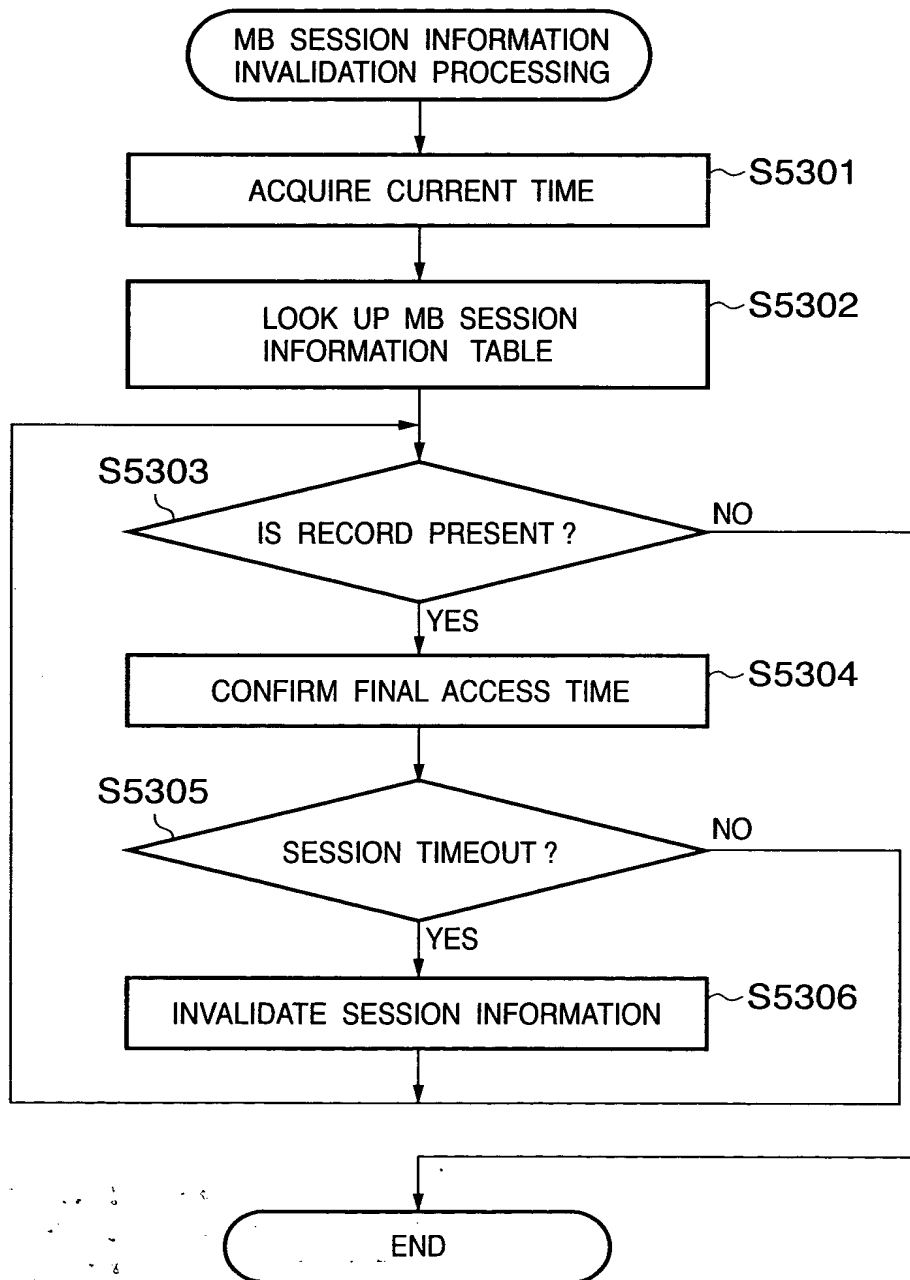 MB SESSION INFORMATION
INVALIDATION PROCESSING
ACQUIRE CURRENT TIME
S5301
LOOK UP MB SESSION
INFORMATION TABLE
S5302
S5303
IS RECORD PRESENT?
NO
YES
CONFIRM FINAL ACCESS TIME
S5304
S5305
SESSION TIMEOUT?
NO
YES
INVALIDATE SESSION INFORMATION
S5306
END